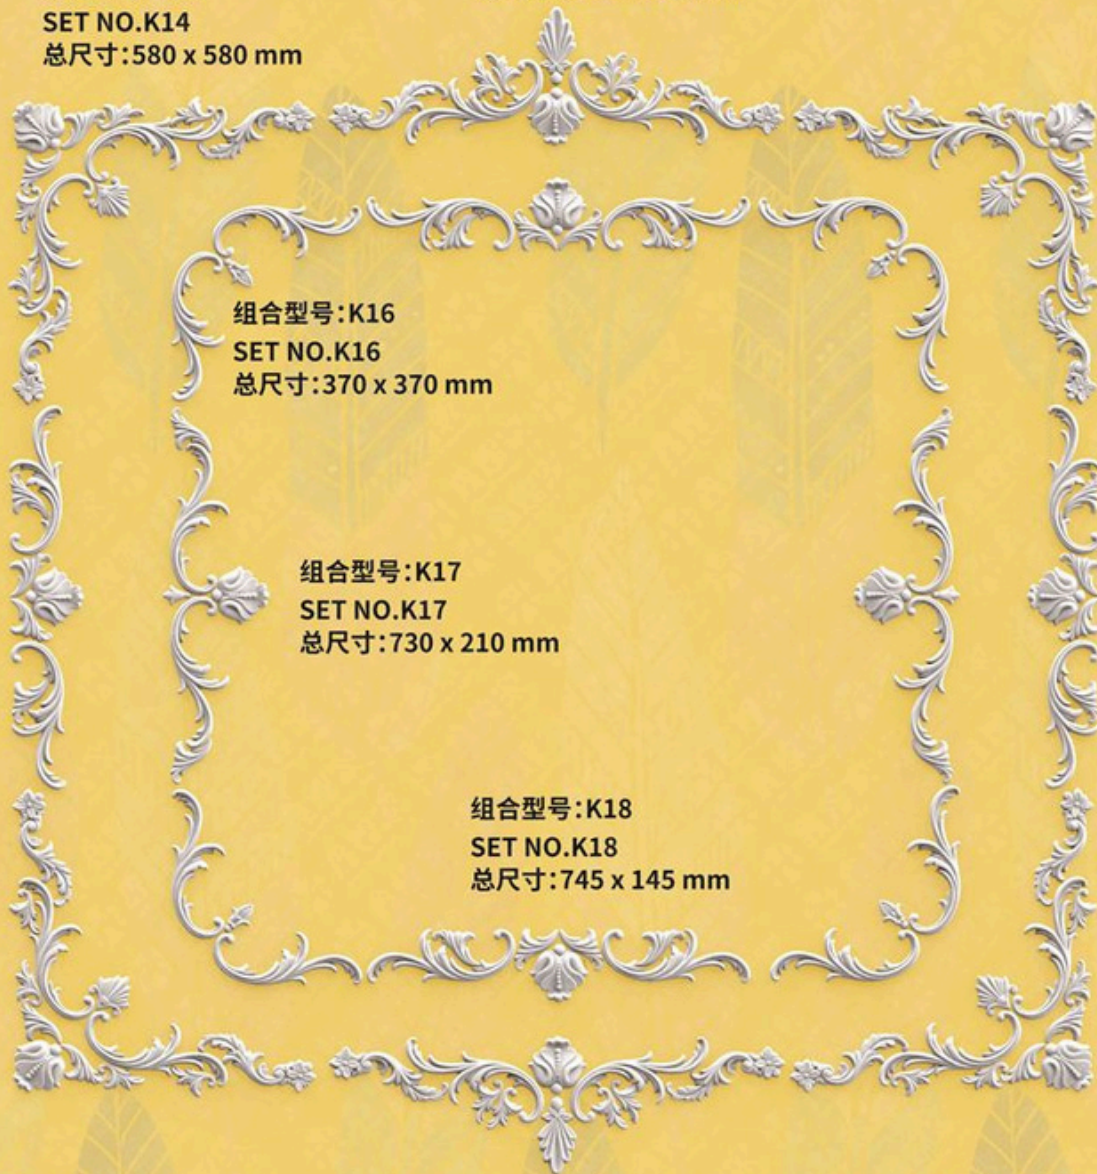 SET NO.K14
总尺寸:580 x 580 mm
组合型号:K16
SET NO.K16
总尺寸:370 x 370 mm
组合型号:K17
SET NO.K17
总尺寸:730 x 210 mm
组合型号:K18
SET NO.K18
总尺寸:745 x 145 mm